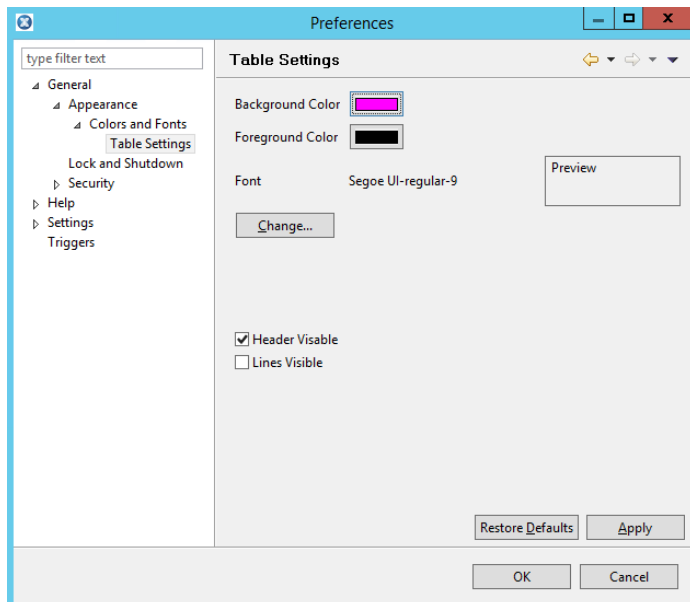 Preferences
type filter text
Table Settings
General
Appearance
Colors and Fonts
Table Settings
Lock and Shutdown
Security
Help
Settings
Triggers
Background Color
Foreground Color
Font Segoe UI-regular-9
Preview
Change...
Header Visable
Lines Visible
Restore Defaults Apply
OK Cancel